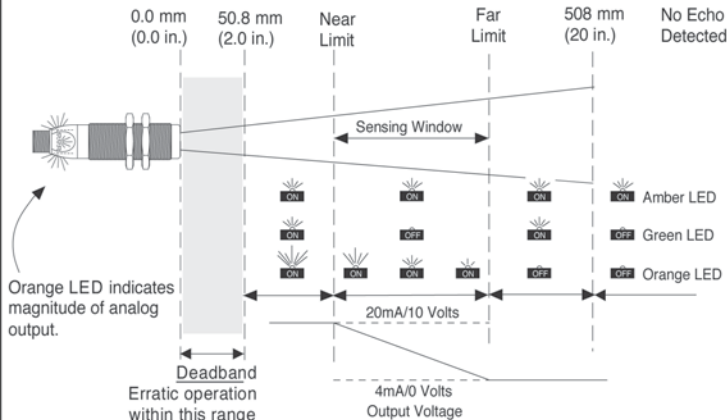 0.0 mm
(0.0 in.)
50.8 mm
(2.0 in.)
Near
Limit
Far
Limit
508 mm
(20 in.)
No Echo
Detected
Sensing Window
ON
ON
ON
ON
Amber LED
ON
OFF
ON
OFF
Green LED
ON
ON
ON
ON
OFF
OFF
Orange LED
Orange LED indicates
magnitude of analog
output.
20mA/10 Volts
Deadband
Erratic operation
within this range
4mA/0 Volts
Output Voltage